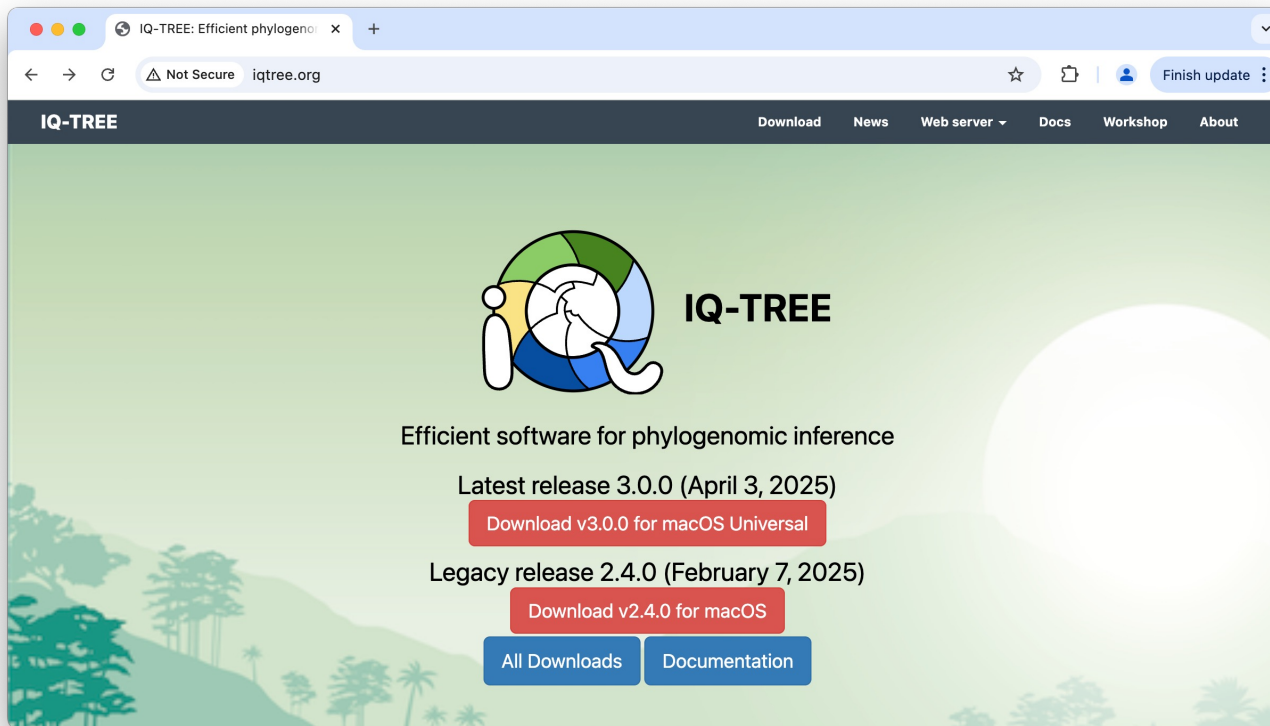 IQ-TREE: Efficient phylogeno
Not Secure iqtree.org Finish update
IQ-TREE Download News Web server Docs Workshop About
IQ-TREE
Efficient software for phylogenomic inference
Latest release 3.0.0 (April 3, 2025)
Download v3.0.0 for macOS Universal
Legacy release 2.4.0 (February 7, 2025)
Download v2.4.0 for macOS
All Downloads Documentation